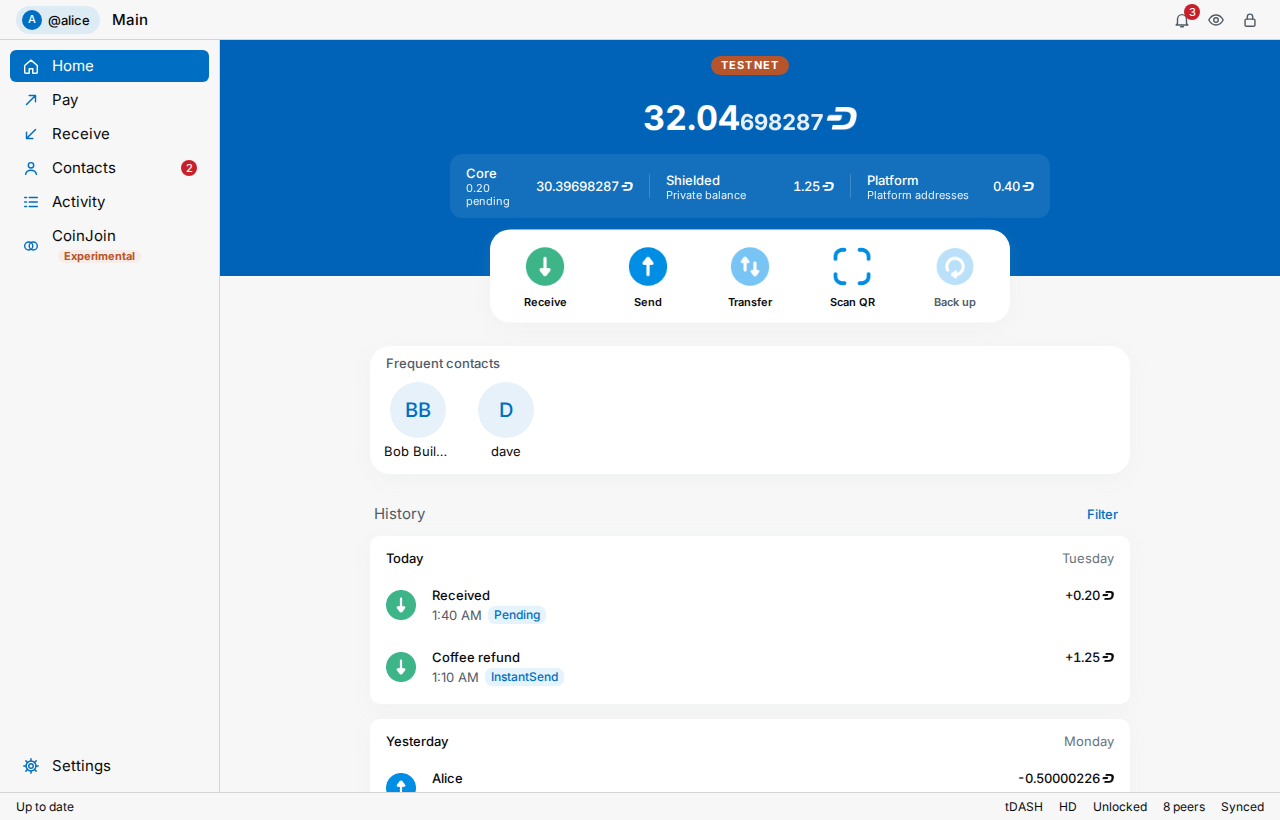 A @alice Main 3
Home
Pay
Receive
Contacts 2
Activity
CoinJoin
Experimental
Settings
TESTNET
32.04698287
Core
0.20
pending
30.39698287
Shielded
Private balance
1.25
Platform
Platform addresses
0.40
Receive
Send
Transfer
Scan QR
Back up
Frequent contacts
BB
Bob Buil...
D
dave
History Filter
Today Tuesday
Received +0.20
1:40 AM Pending
Coffee refund +1.25
1:10 AM InstantSend
Yesterday Monday
Alice -0.50000226
Up to date tDASH HD Unlocked 8 peers Synced